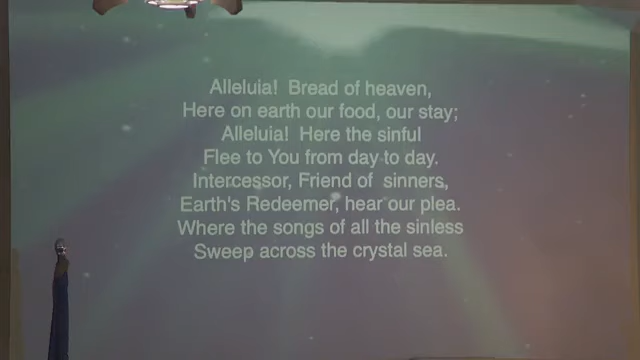 Alleluia! Bread of heaven,
Here on earth our food, our stay;
Alleluia! Here the sinful
Flee to You from day to day.
Intercessor, Friend of sinners,
Earth's Redeemer, hear our plea.
Where the songs of all the sinless
Sweep across the crystal sea.